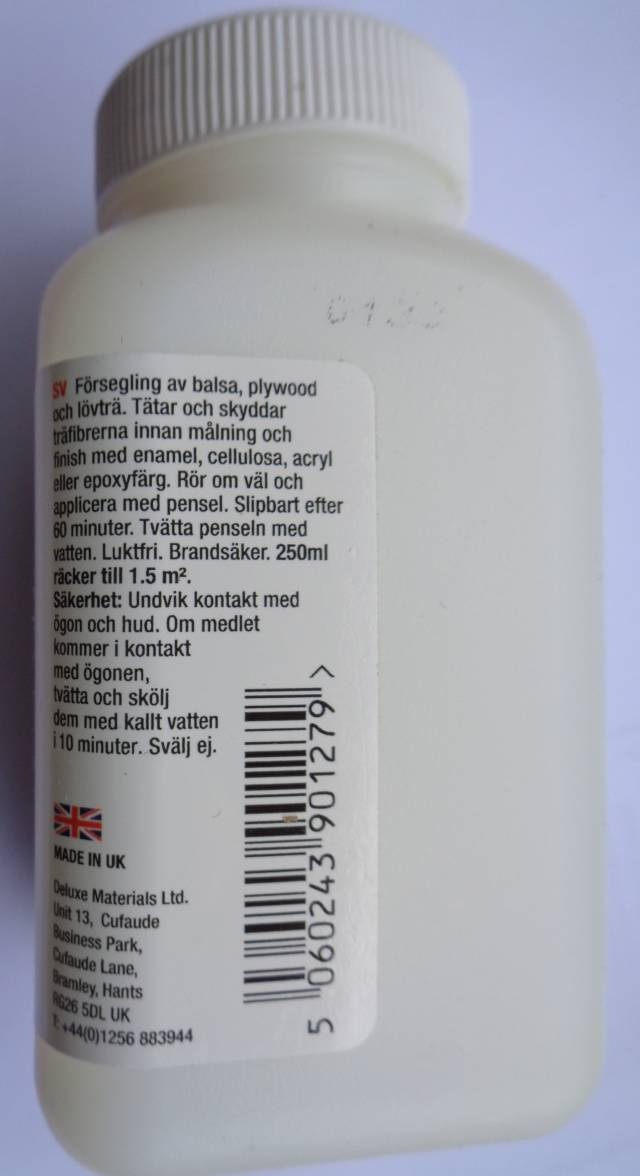 0133
SV Försegling av balsa, plywood
och lövträ. Tätar och skyddar
träfibrerna innan målning och
finish med enamel, cellulosa, acryl
eller epoxyfärg. Rör om väl och
applicera med pensel. Slipbart efter
60 minuter. Tvätta penseln med
vatten. Luktfri. Brandsäker. 250ml
räcker till 1.5 m².
Säkerhet: Undvik kontakt med
ögon och hud. Om medlet
kommer i kontakt
med ögonen,
tvätta och skölj
dem med kallt vatten
i 10 minuter. Svälj ej.
MADE IN UK
Deluxe Materials Ltd.
Unit 13, Cufaude
Business Park,
Cufaude Lane,
Bramley, Hants
RG26 5DL UK
T: +44(0)1256 883944
5 060243 901279 >